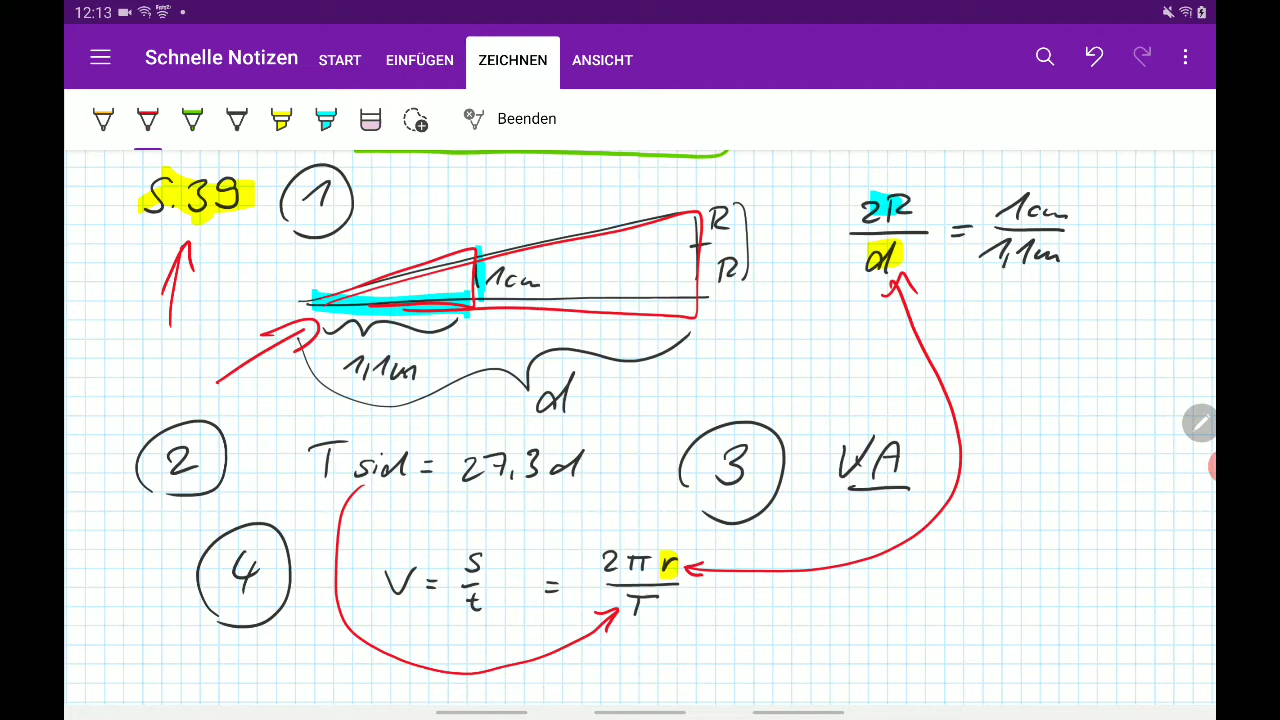 12:13
Schnelle Notizen START EINFÜGEN ZEICHNEN ANSICHT
Beenden
S.39 1
R
R
1cm
1,1m
d
2R/d = 1cm/1,1m
2 T sid = 27,3d 3 VA
4 V = s/t = 2πr/T